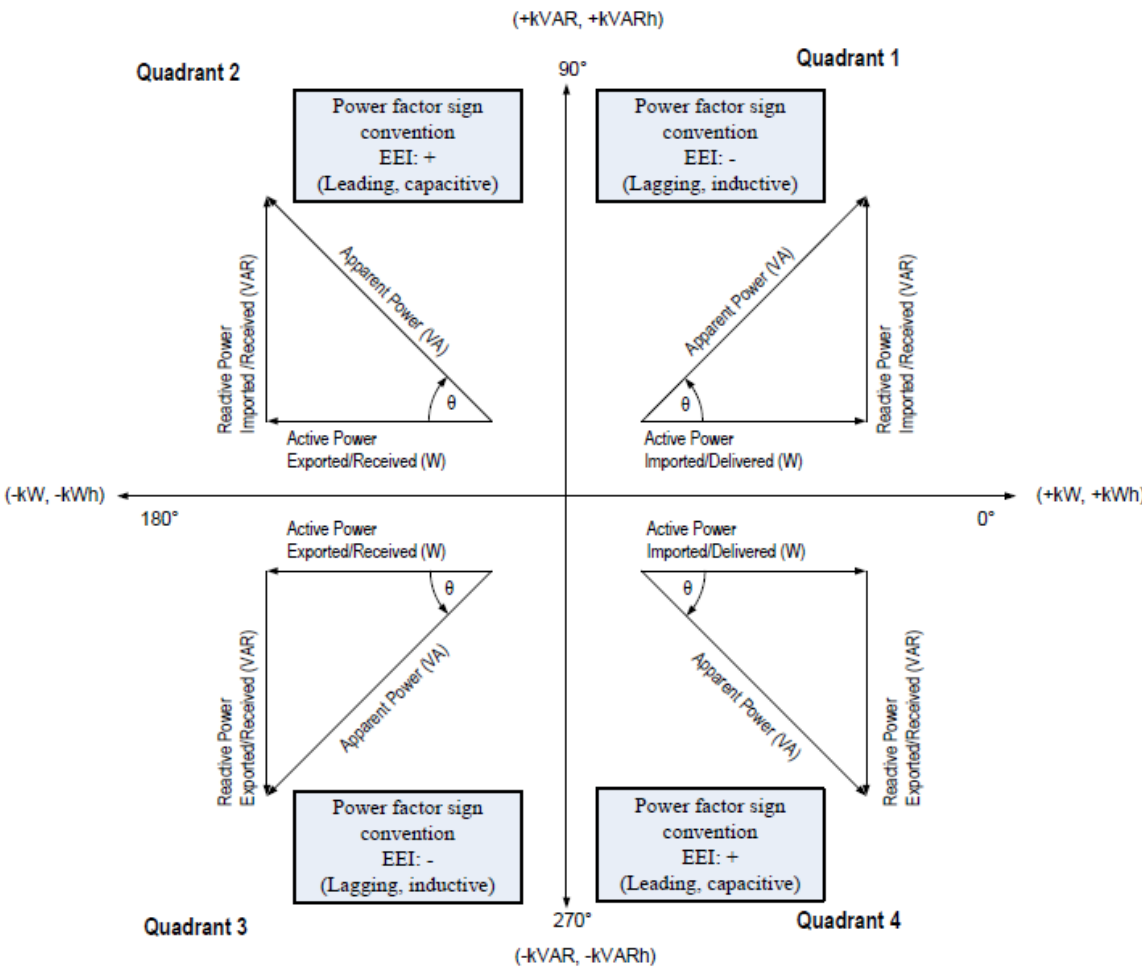 (+kVAR, +kVARh)
Quadrant 2
Quadrant 1
90°
Power factor sign
convention
EEI: +
(Leading, capacitive)
Power factor sign
convention
EEI: -
(Lagging, inductive)
Reactive Power
Imported /Received (VAR)
Apparent Power (VA)
θ
Active Power
Exported/Received (W)
Apparent Power (VA)
θ
Active Power
Imported/Delivered (W)
Reactive Power
Imported /Received (VAR)
(-kW, -kWh)
180°
0°
(+kW, +kWh)
Active Power
Exported/Received (W)
θ
Reactive Power
Exported/Received (VAR)
Apparent Power (VA)
Active Power
Imported/Delivered (W)
θ
Apparent Power (VA)
Reactive Power
Exported/Received (VAR)
Power factor sign
convention
EEI: -
(Lagging, inductive)
Power factor sign
convention
EEI: +
(Leading, capacitive)
Quadrant 3
270°
Quadrant 4
(-kVAR, -kVARh)